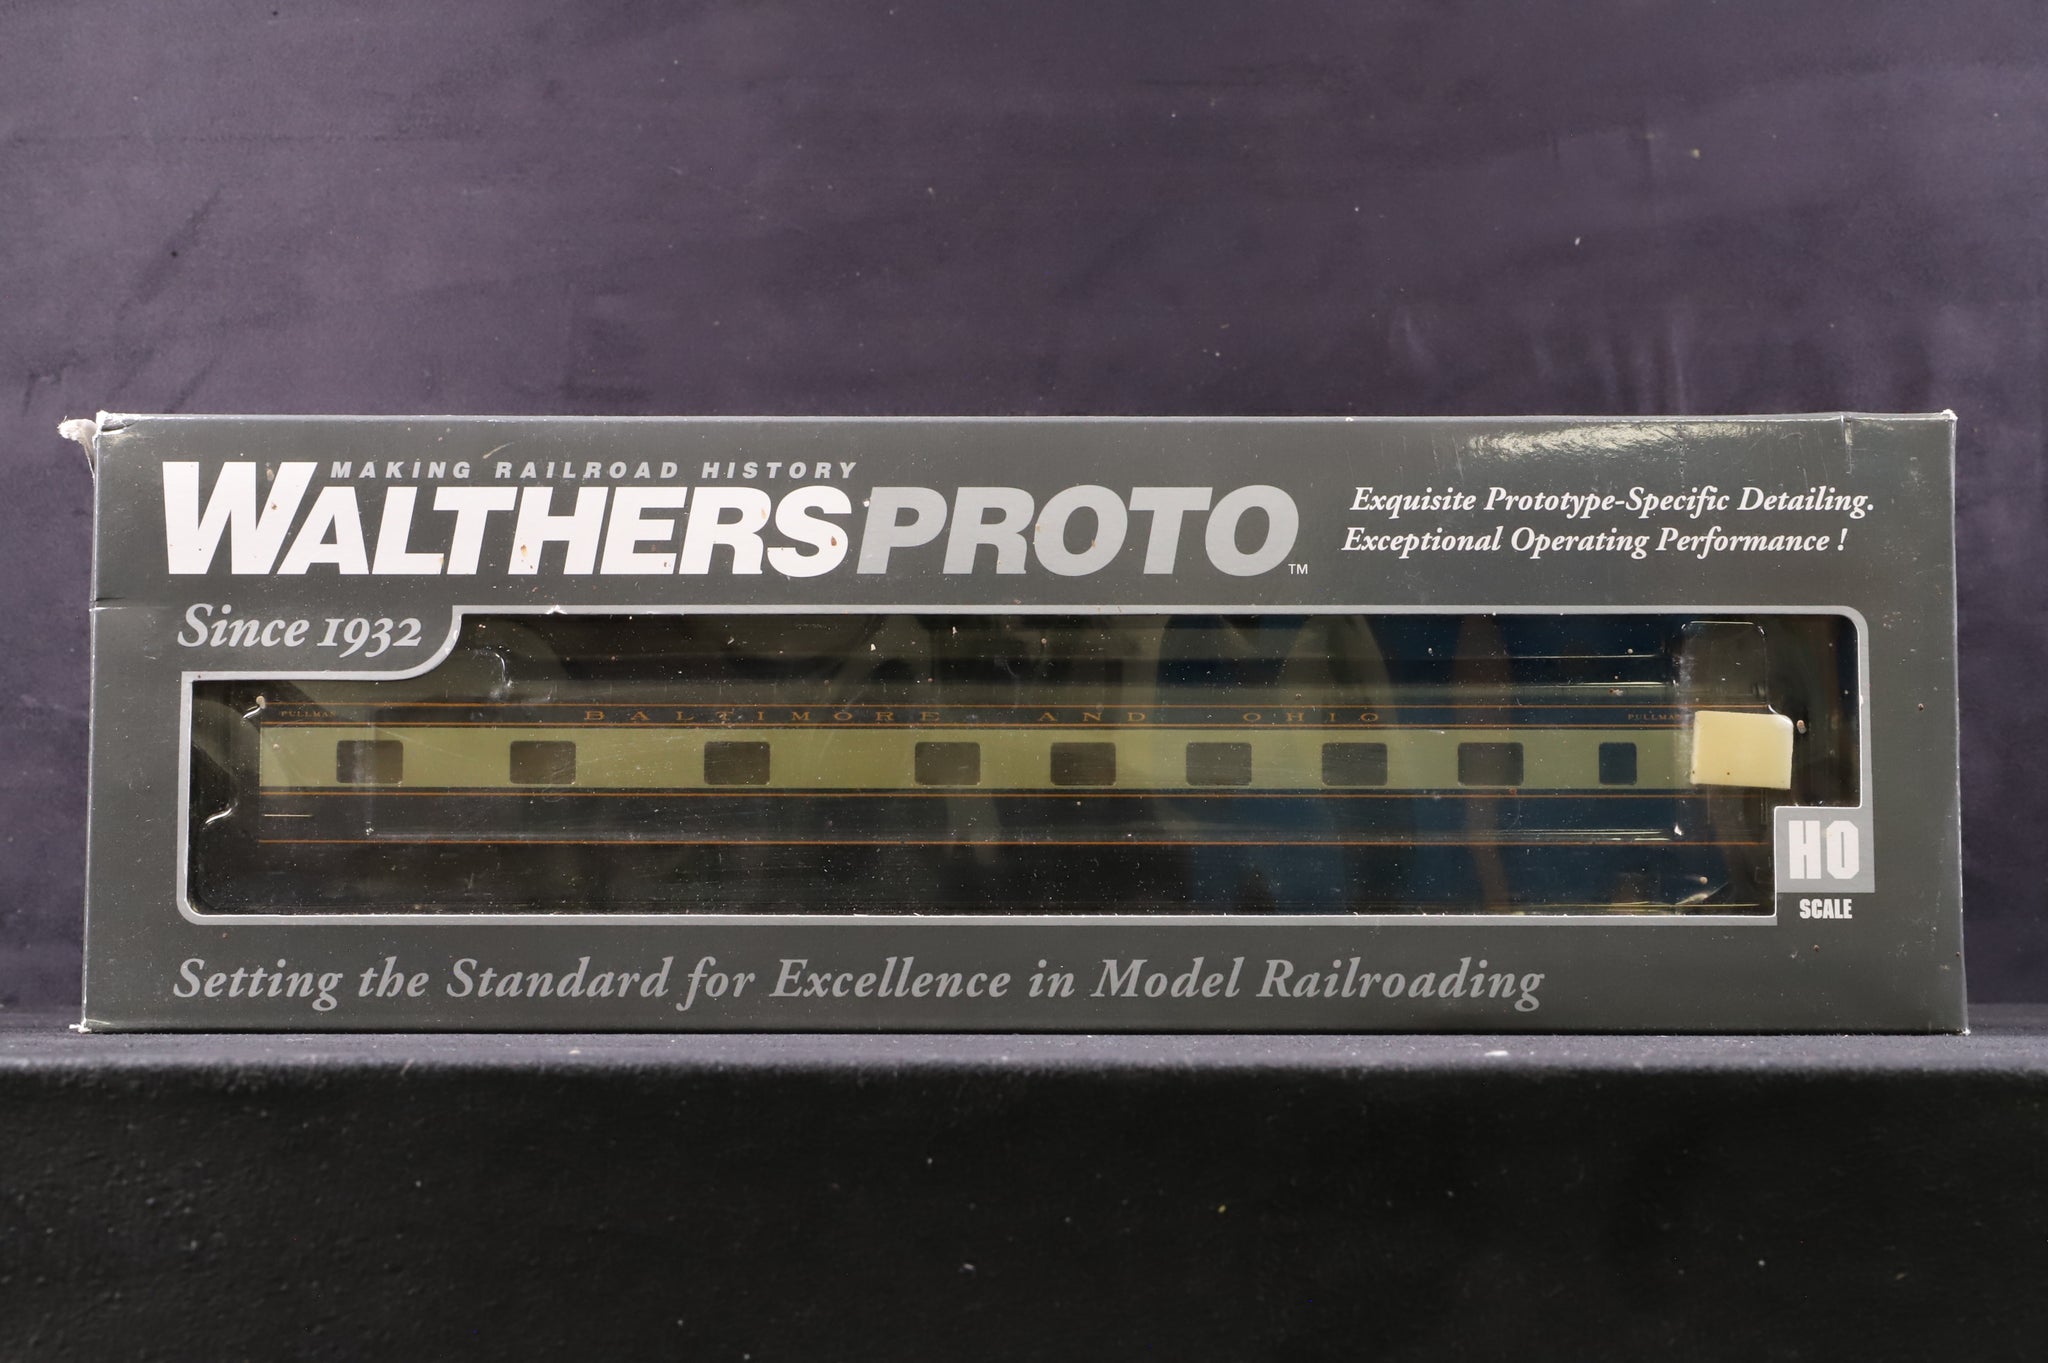 MAKING RAILROAD HISTORY
WALTHERSPROTO™
Exquisite Prototype-Specific Detailing.
Exceptional Operating Performance !
Since 1932
PULLMAN
BALTIMORE AND OHIO
PULLMAN
HO
SCALE
Setting the Standard for Excellence in Model Railroading